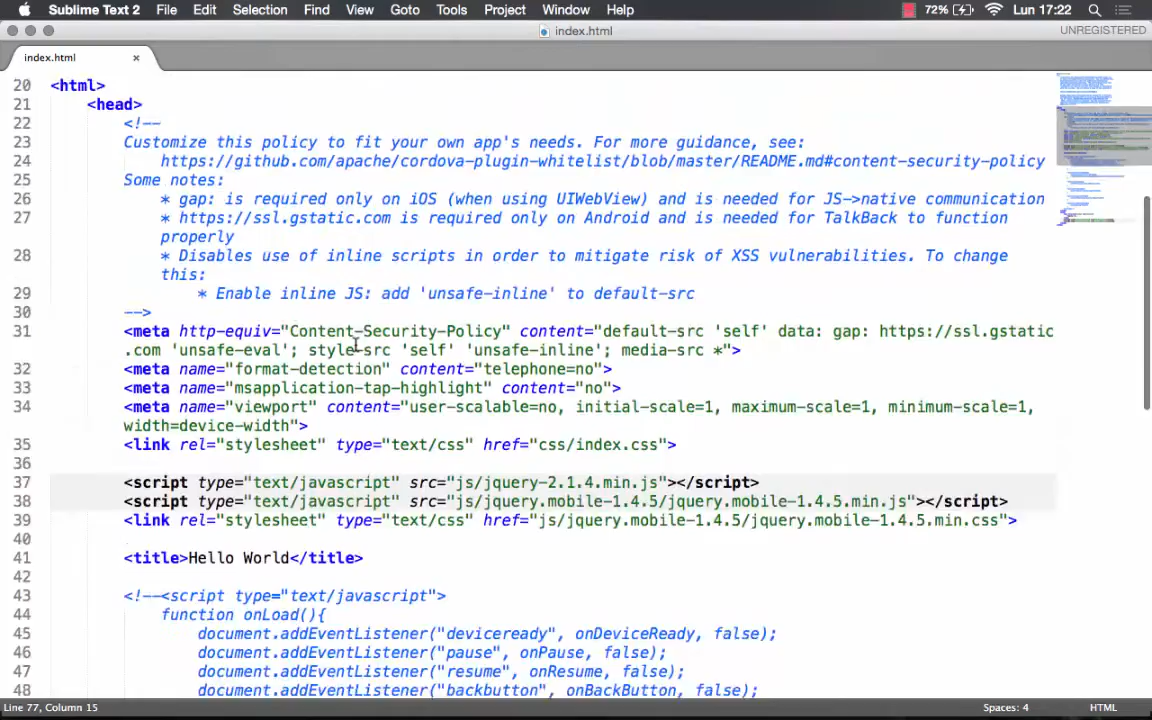 Sublime Text 2 File Edit Selection Find View Goto Tools Project Window Help 72% Lun 17:22
index.html UNREGISTERED
index.html ×
20 <html>
21 <head>
22 <!--
23 Customize this policy to fit your own app's needs. For more guidance, see:
24 https://github.com/apache/cordova-plugin-whitelist/blob/master/README.md#content-security-policy
25 Some notes:
26 * gap: is required only on iOS (when using UIWebView) and is needed for JS->native communication
27 * https://ssl.gstatic.com is required only on Android and is needed for TalkBack to function
properly
28 * Disables use of inline scripts in order to mitigate risk of XSS vulnerabilities. To change
this:
29 * Enable inline JS: add 'unsafe-inline' to default-src
30 -->
31 <meta http-equiv="Content-Security-Policy" content="default-src 'self' data: gap: https://ssl.gstatic
.com 'unsafe-eval'; style-src 'self' 'unsafe-inline'; media-src *">
32 <meta name="format-detection" content="telephone=no">
33 <meta name="msapplication-tap-highlight" content="no">
34 <meta name="viewport" content="user-scalable=no, initial-scale=1, maximum-scale=1, minimum-scale=1,
width=device-width">
35 <link rel="stylesheet" type="text/css" href="css/index.css">
36
37 <script type="text/javascript" src="js/jquery-2.1.4.min.js"></script>
38 <script type="text/javascript" src="js/jquery.mobile-1.4.5/jquery.mobile-1.4.5.min.js"></script>
39 <link rel="stylesheet" type="text/css" href="js/jquery.mobile-1.4.5/jquery.mobile-1.4.5.min.css">
40
41 <title>Hello World</title>
42
43 <!--<script type="text/javascript">
44 function onLoad(){
45 document.addEventListener("deviceready", onDeviceReady, false);
46 document.addEventListener("pause", onPause, false);
47 document.addEventListener("resume", onResume, false);
48 document.addEventListener("backbutton", onBackButton, false);
Line 77, Column 15 Spaces: 4 HTML